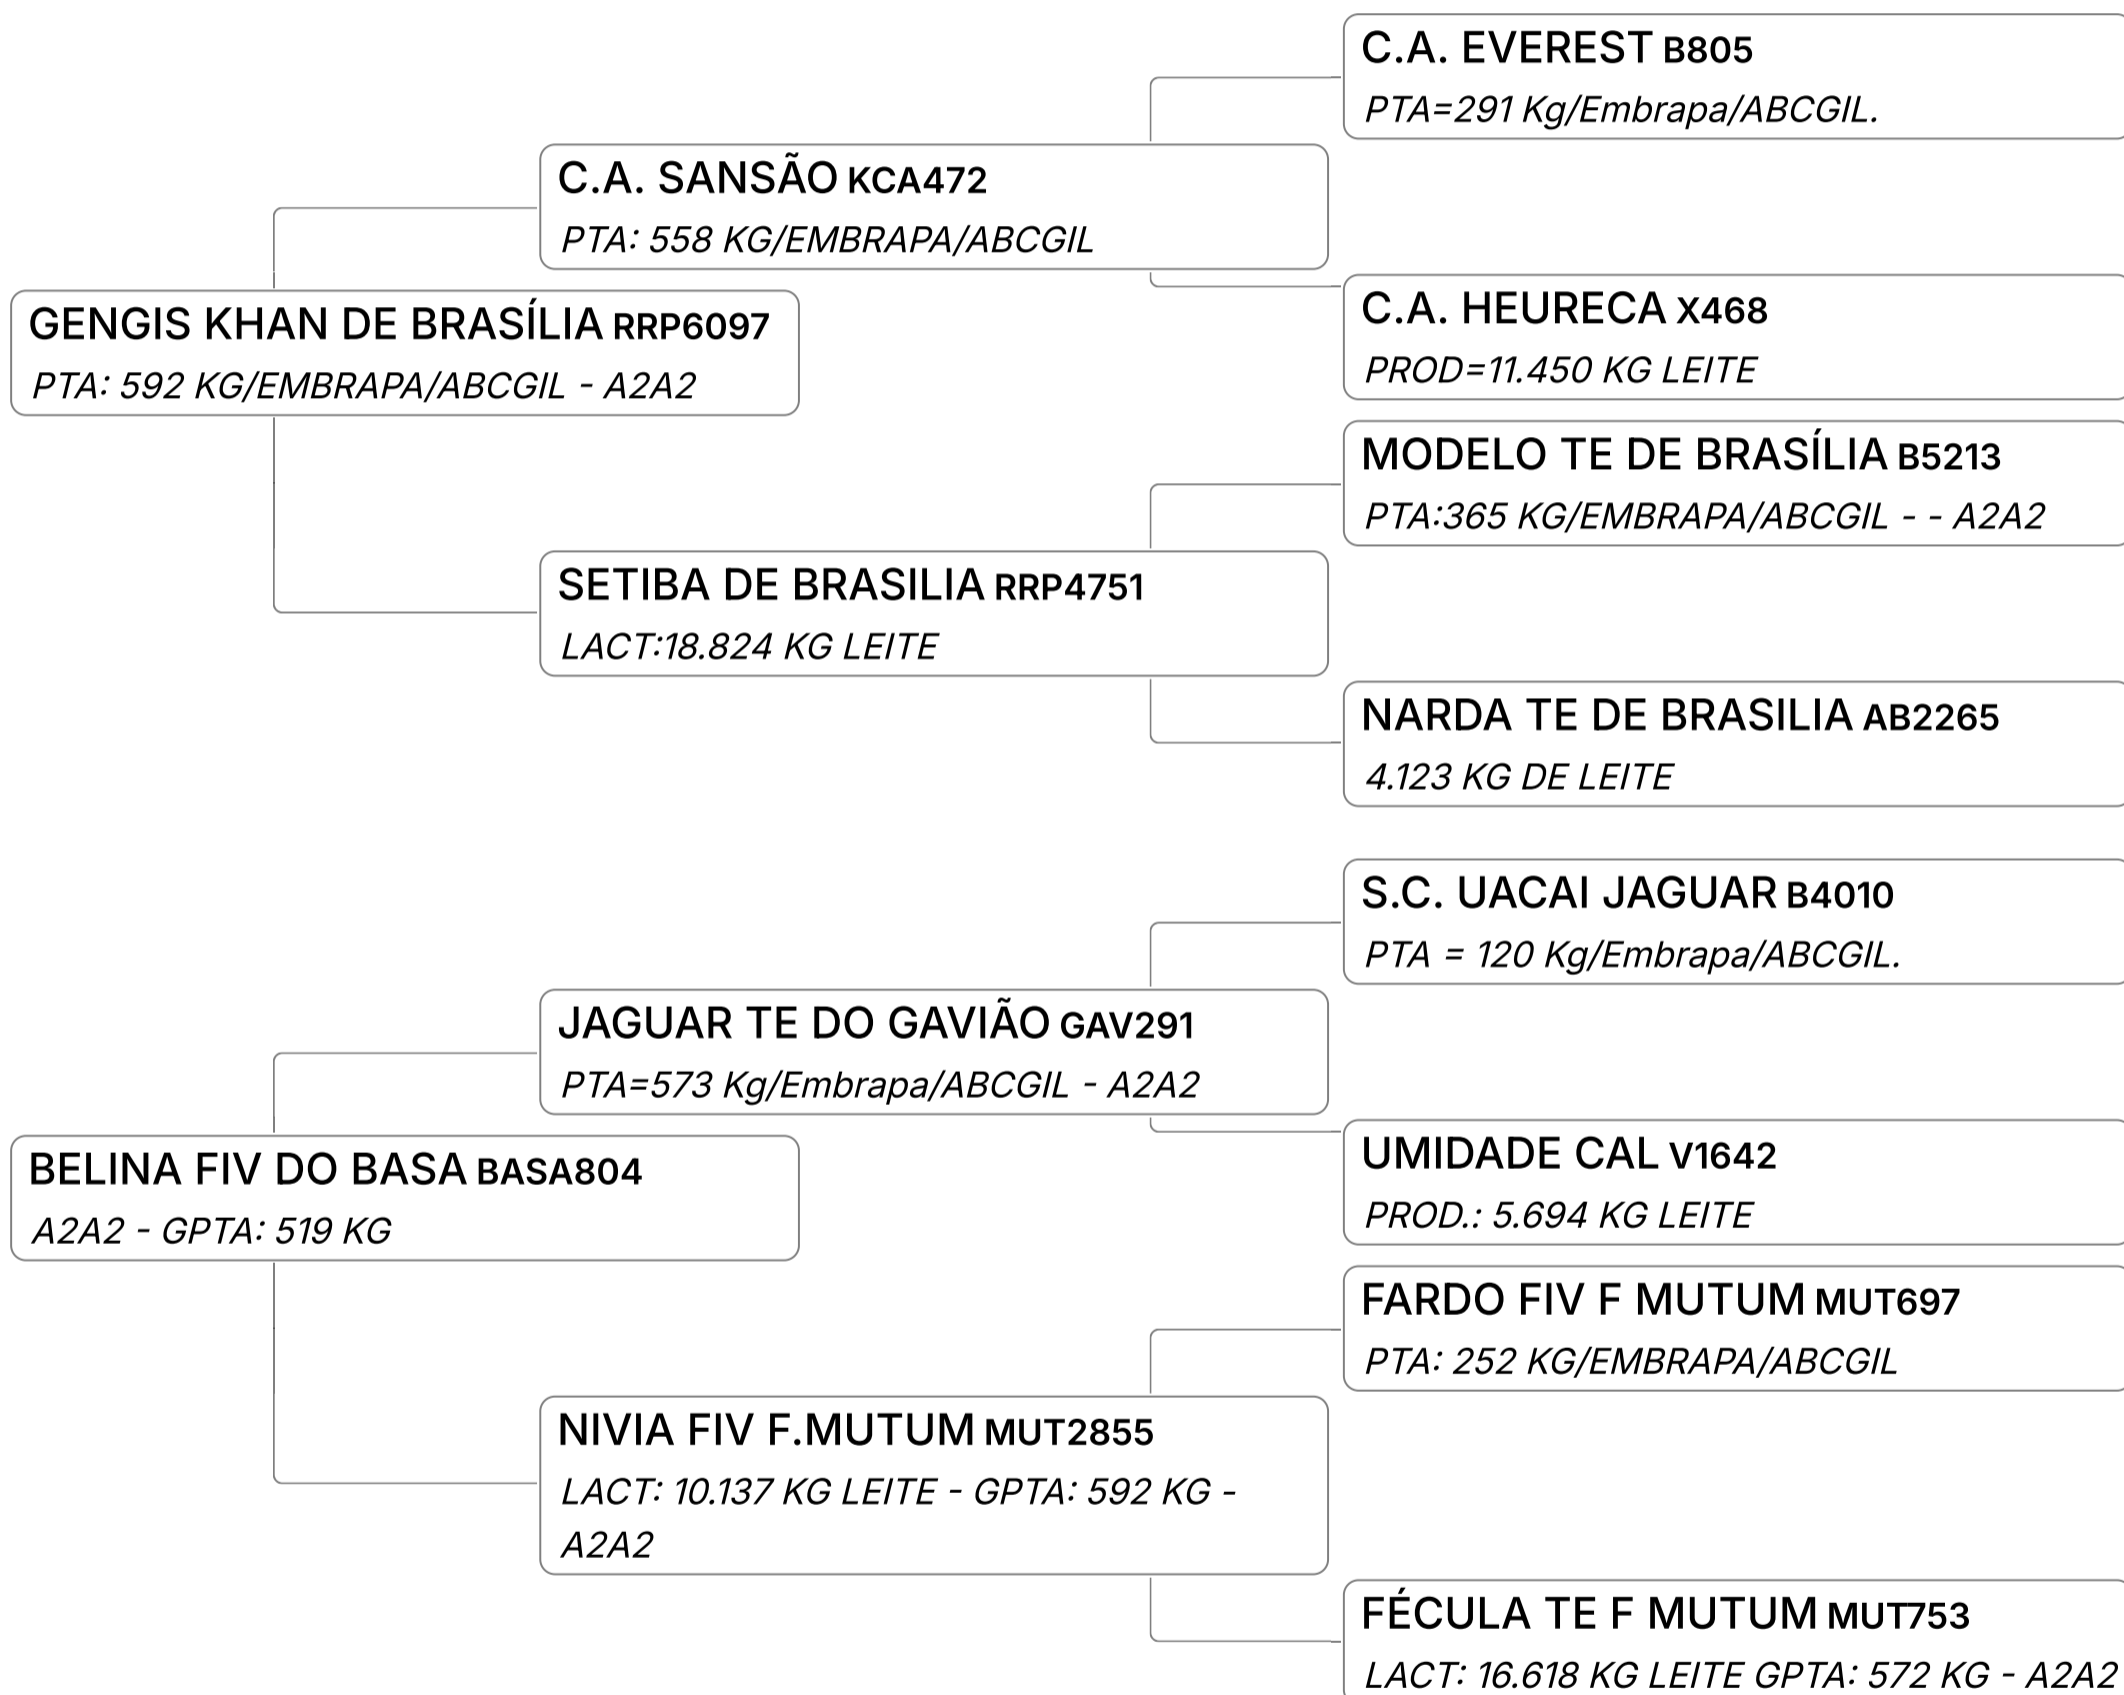 C.A. EVEREST B805
PTA=291 Kg/Embrapa/ABCGIL.
C.A. SANSÃO KCA472
PTA: 558 KG/EMBRAPA/ABCGIL
C.A. HEURECA X468
PROD=11.450 KG LEITE
GENGIS KHAN DE BRASÍLIA RRP6097
PTA: 592 KG/EMBRAPA/ABCGIL - A2A2
MODELO TE DE BRASÍLIA B5213
PTA:365 KG/EMBRAPA/ABCGIL - - A2A2
SETIBA DE BRASILIA RRP4751
LACT:18.824 KG LEITE
NARDA TE DE BRASILIA AB2265
4.123 KG DE LEITE
S.C. UACAI JAGUAR B4010
PTA = 120 Kg/Embrapa/ABCGIL.
JAGUAR TE DO GAVIÃO GAV291
PTA=573 Kg/Embrapa/ABCGIL - A2A2
UMIDADE CAL V1642
PROD.: 5.694 KG LEITE
BELINA FIV DO BASA BASA804
A2A2 - GPTA: 519 KG
FARDO FIV F MUTUM MUT697
PTA: 252 KG/EMBRAPA/ABCGIL
NIVIA FIV F.MUTUM MUT2855
LACT: 10.137 KG LEITE - GPTA: 592 KG -
A2A2
FÉCULA TE F MUTUM MUT753
LACT: 16.618 KG LEITE GPTA: 572 KG - A2A2